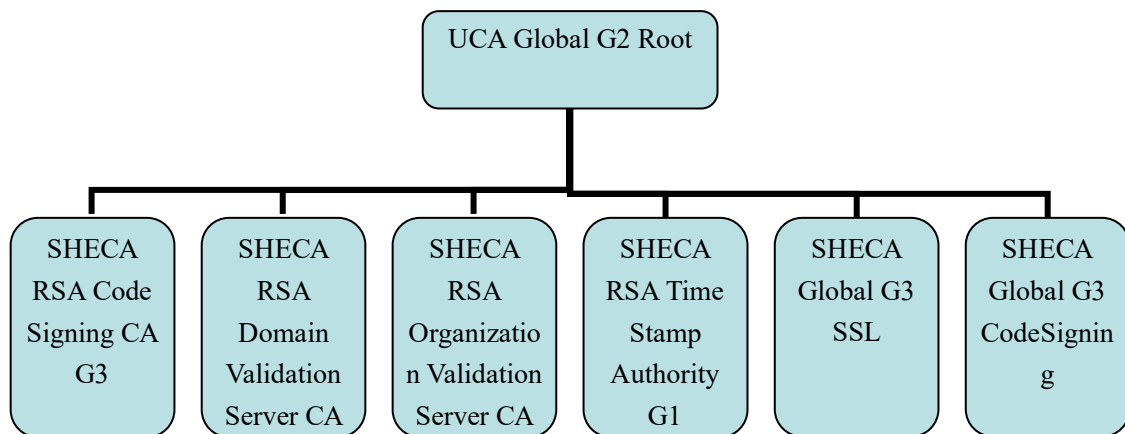 UCA Global G2 Root
SHECA
RSA Code
Signing CA
G3
SHECA
RSA
Domain
Validation
Server CA
SHECA
RSA
Organizatio
n Validation
Server CA
SHECA
RSA Time
Stamp
Authority
G1
SHECA
Global G3
SSL
SHECA
Global G3
CodeSignin
g